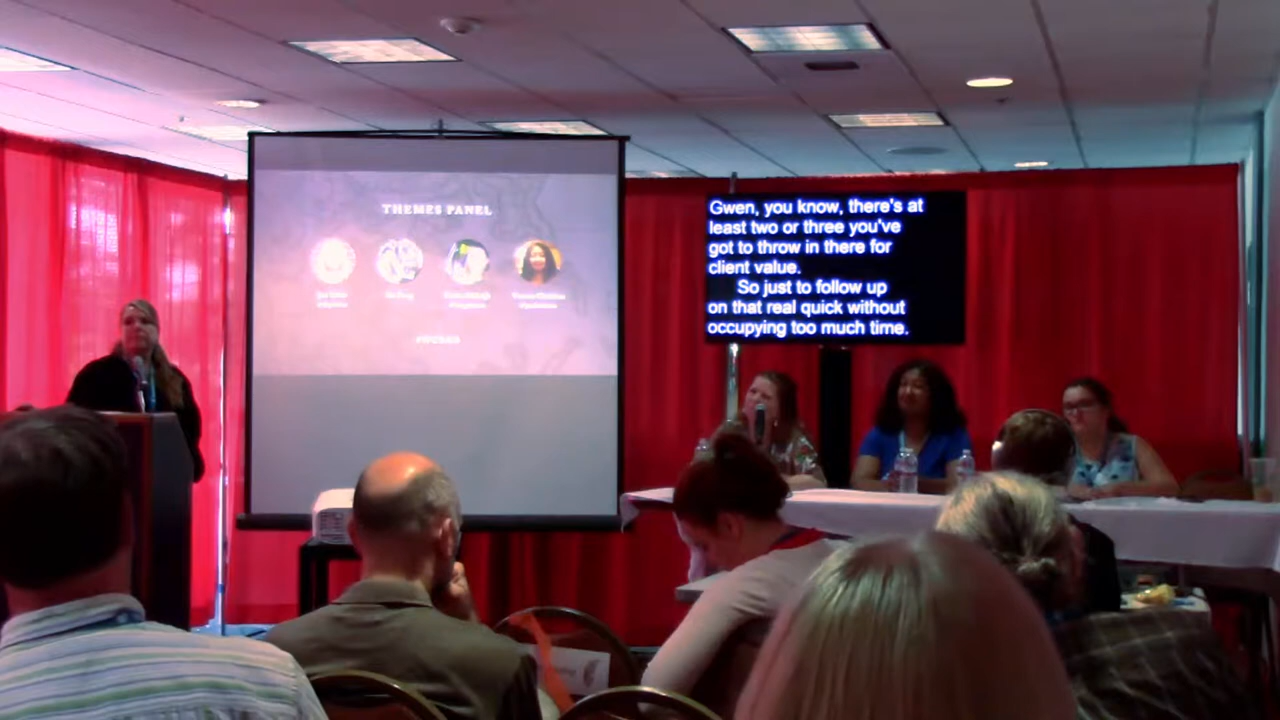 THEMES PANEL
Gwen, you know, there's at
least two or three you've
got to throw in there for
client value.
So just to follow up
on that real quick without
occupying too much time.